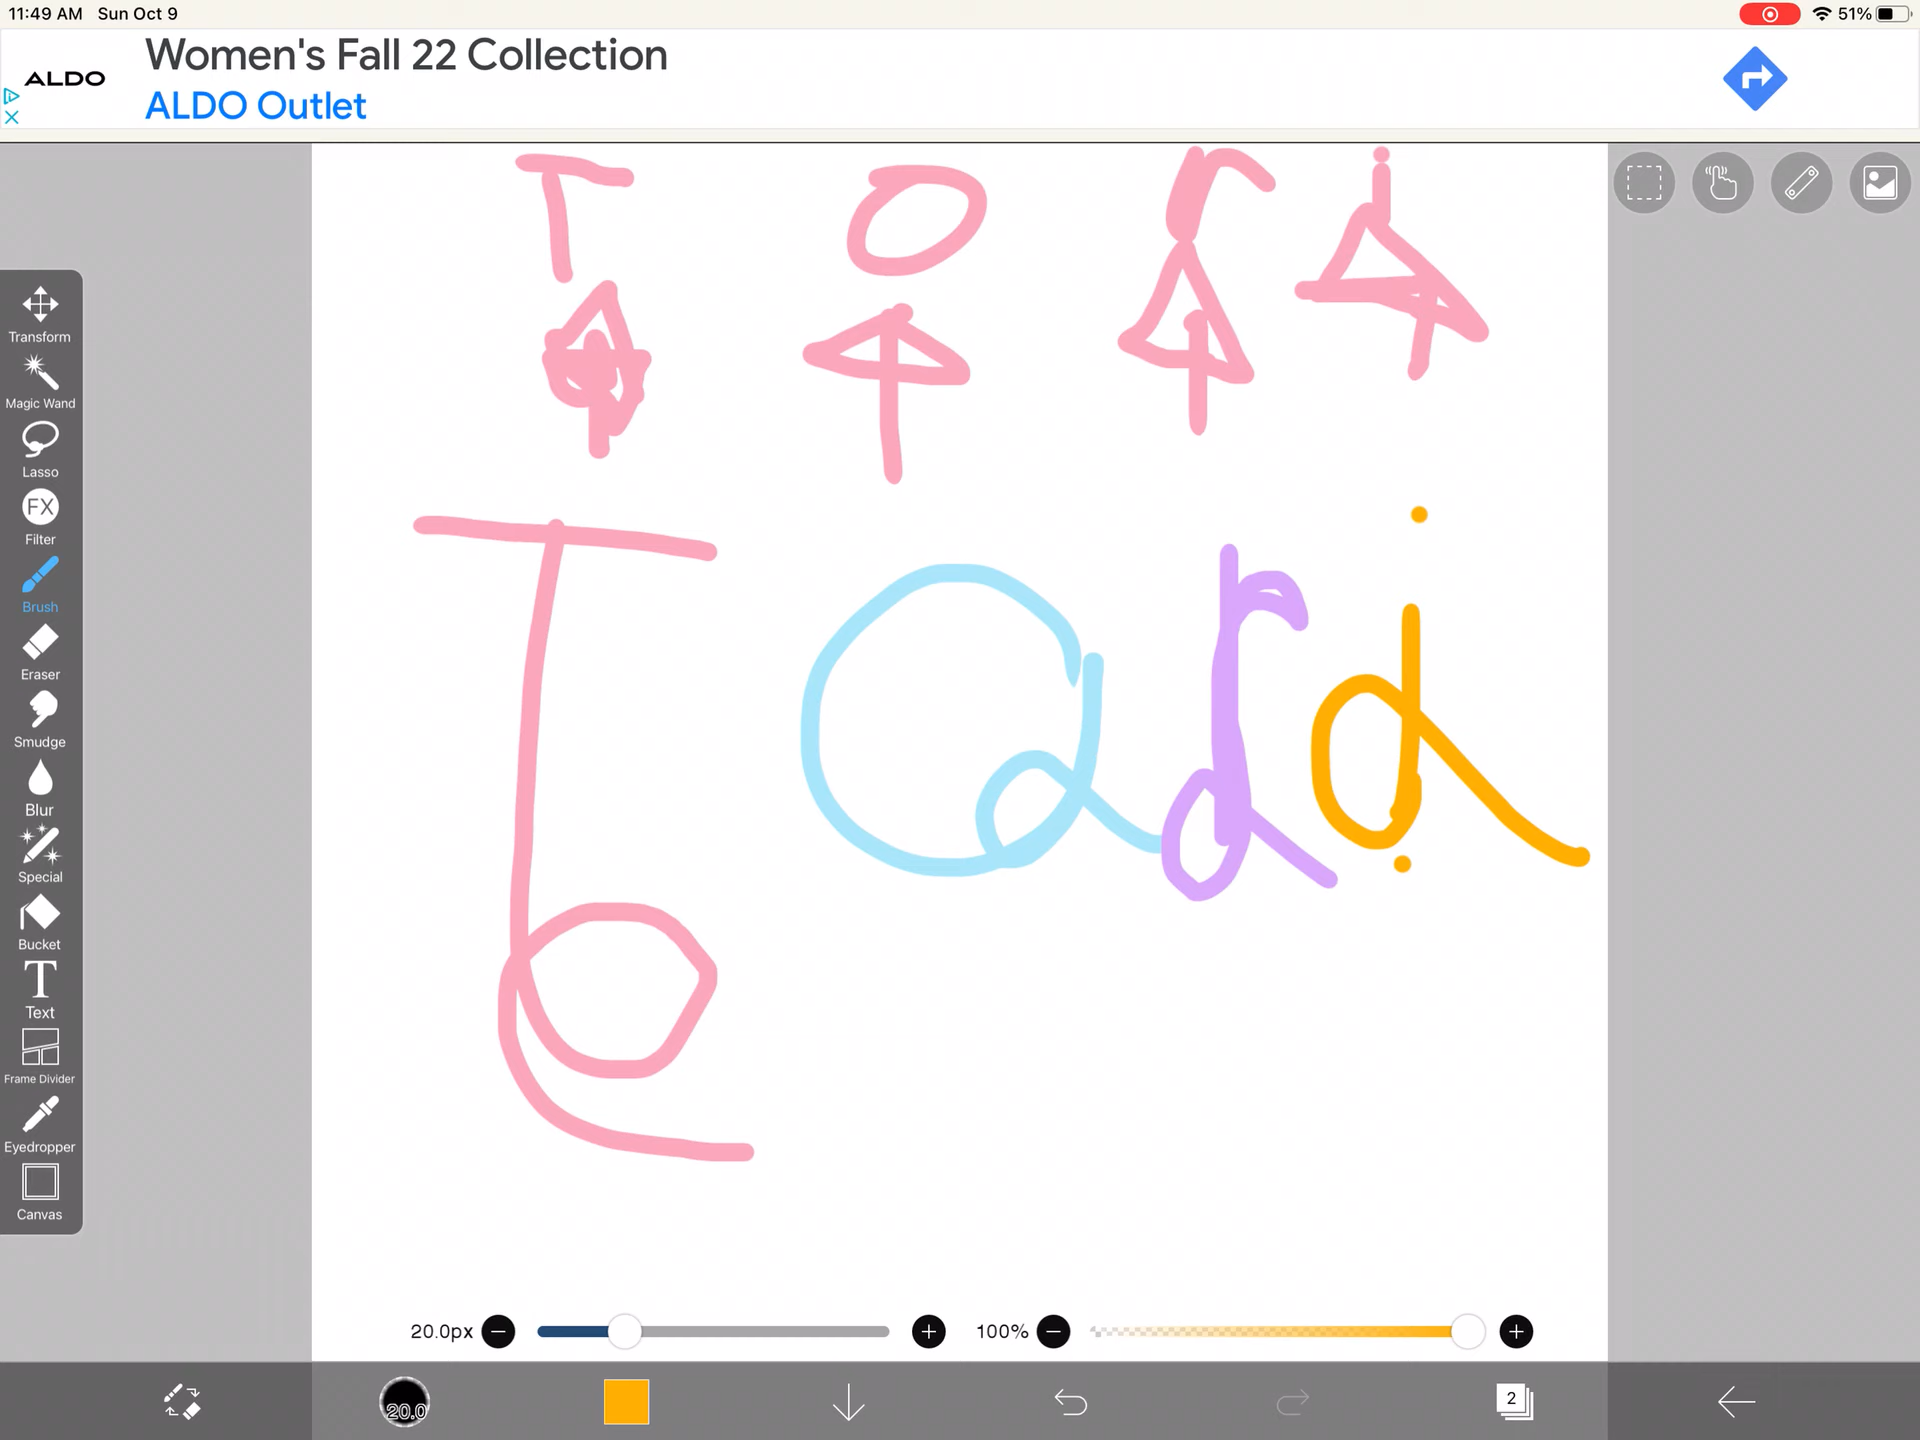 11:49 AM Sun Oct 9
51%
ALDO
Women's Fall 22 Collection
ALDO Outlet
T O r i
T O r i
Transform
Magic Wand
Lasso
FX
Filter
Brush
Eraser
Smudge
Blur
Special
Bucket
T
Text
Frame Divider
Eyedropper
Canvas
20.0px
100%
20.0
2